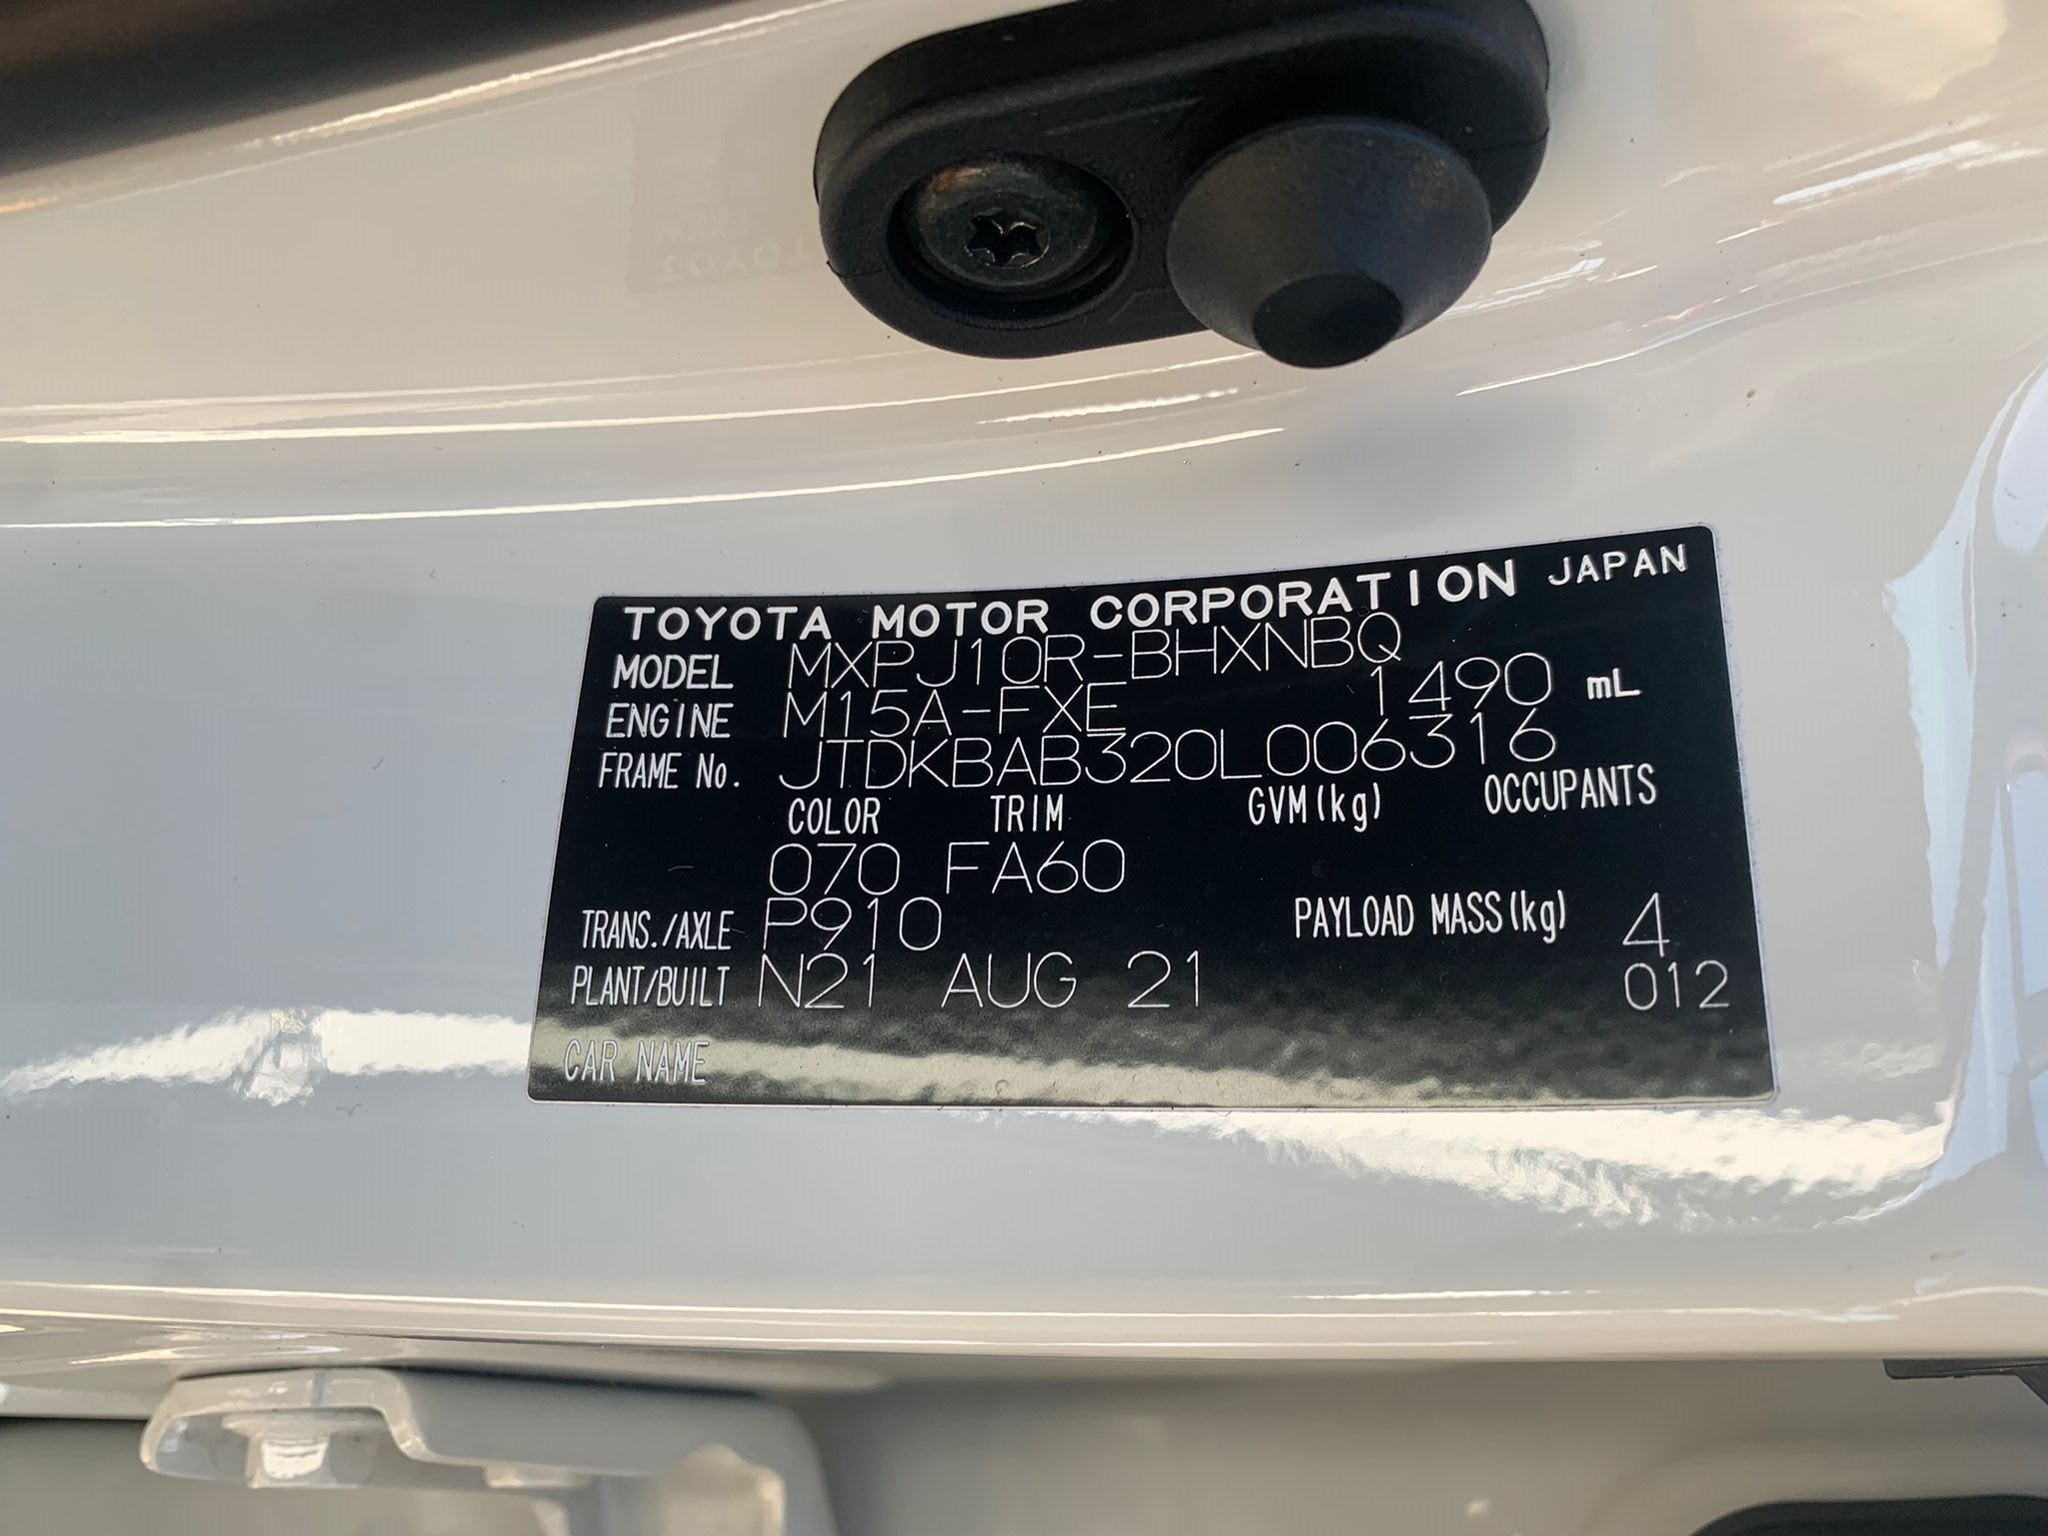 TOYOTA MOTOR CORPORATION JAPAN
MODEL MXPJ10R-BHXNBQ
ENGINE M15A-FXE 1490 mL
FRAME No. JTDKBAB320L006316
COLOR TRIM GVM(kg) OCCUPANTS
070 FA60
TRANS./AXLE P910 PAYLOAD MASS(kg) 4
PLANT/BUILT N21 AUG 21 012
CAR NAME